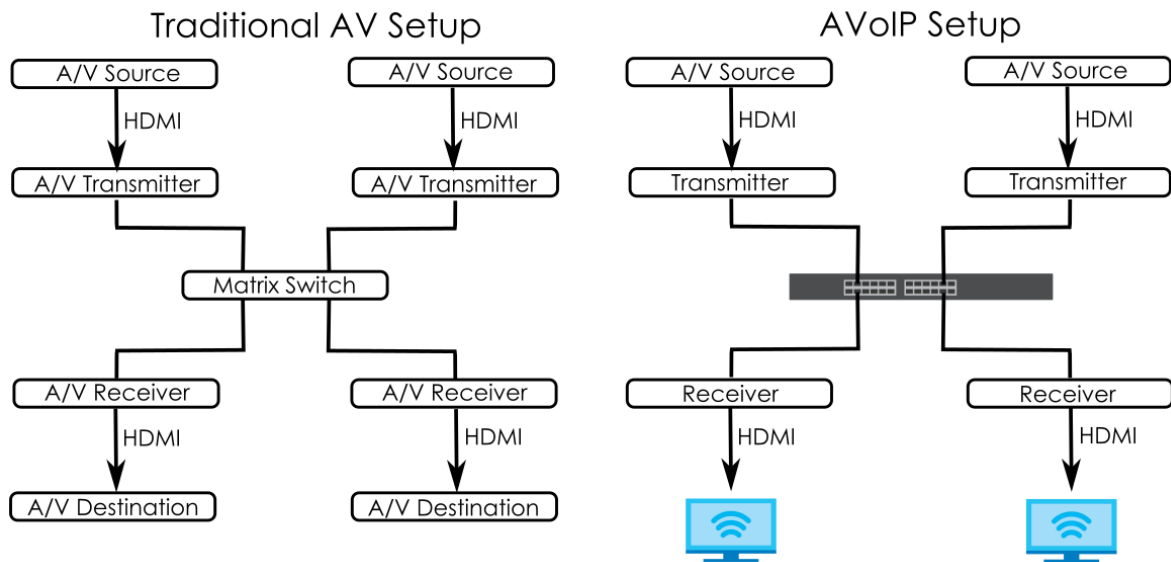 Traditional AV Setup
AVoIP Setup
A/V Source
A/V Source
A/V Source
A/V Source
HDMI
HDMI
HDMI
HDMI
A/V Transmitter
A/V Transmitter
Transmitter
Transmitter
Matrix Switch
A/V Receiver
A/V Receiver
Receiver
Receiver
HDMI
HDMI
HDMI
HDMI
A/V Destination
A/V Destination